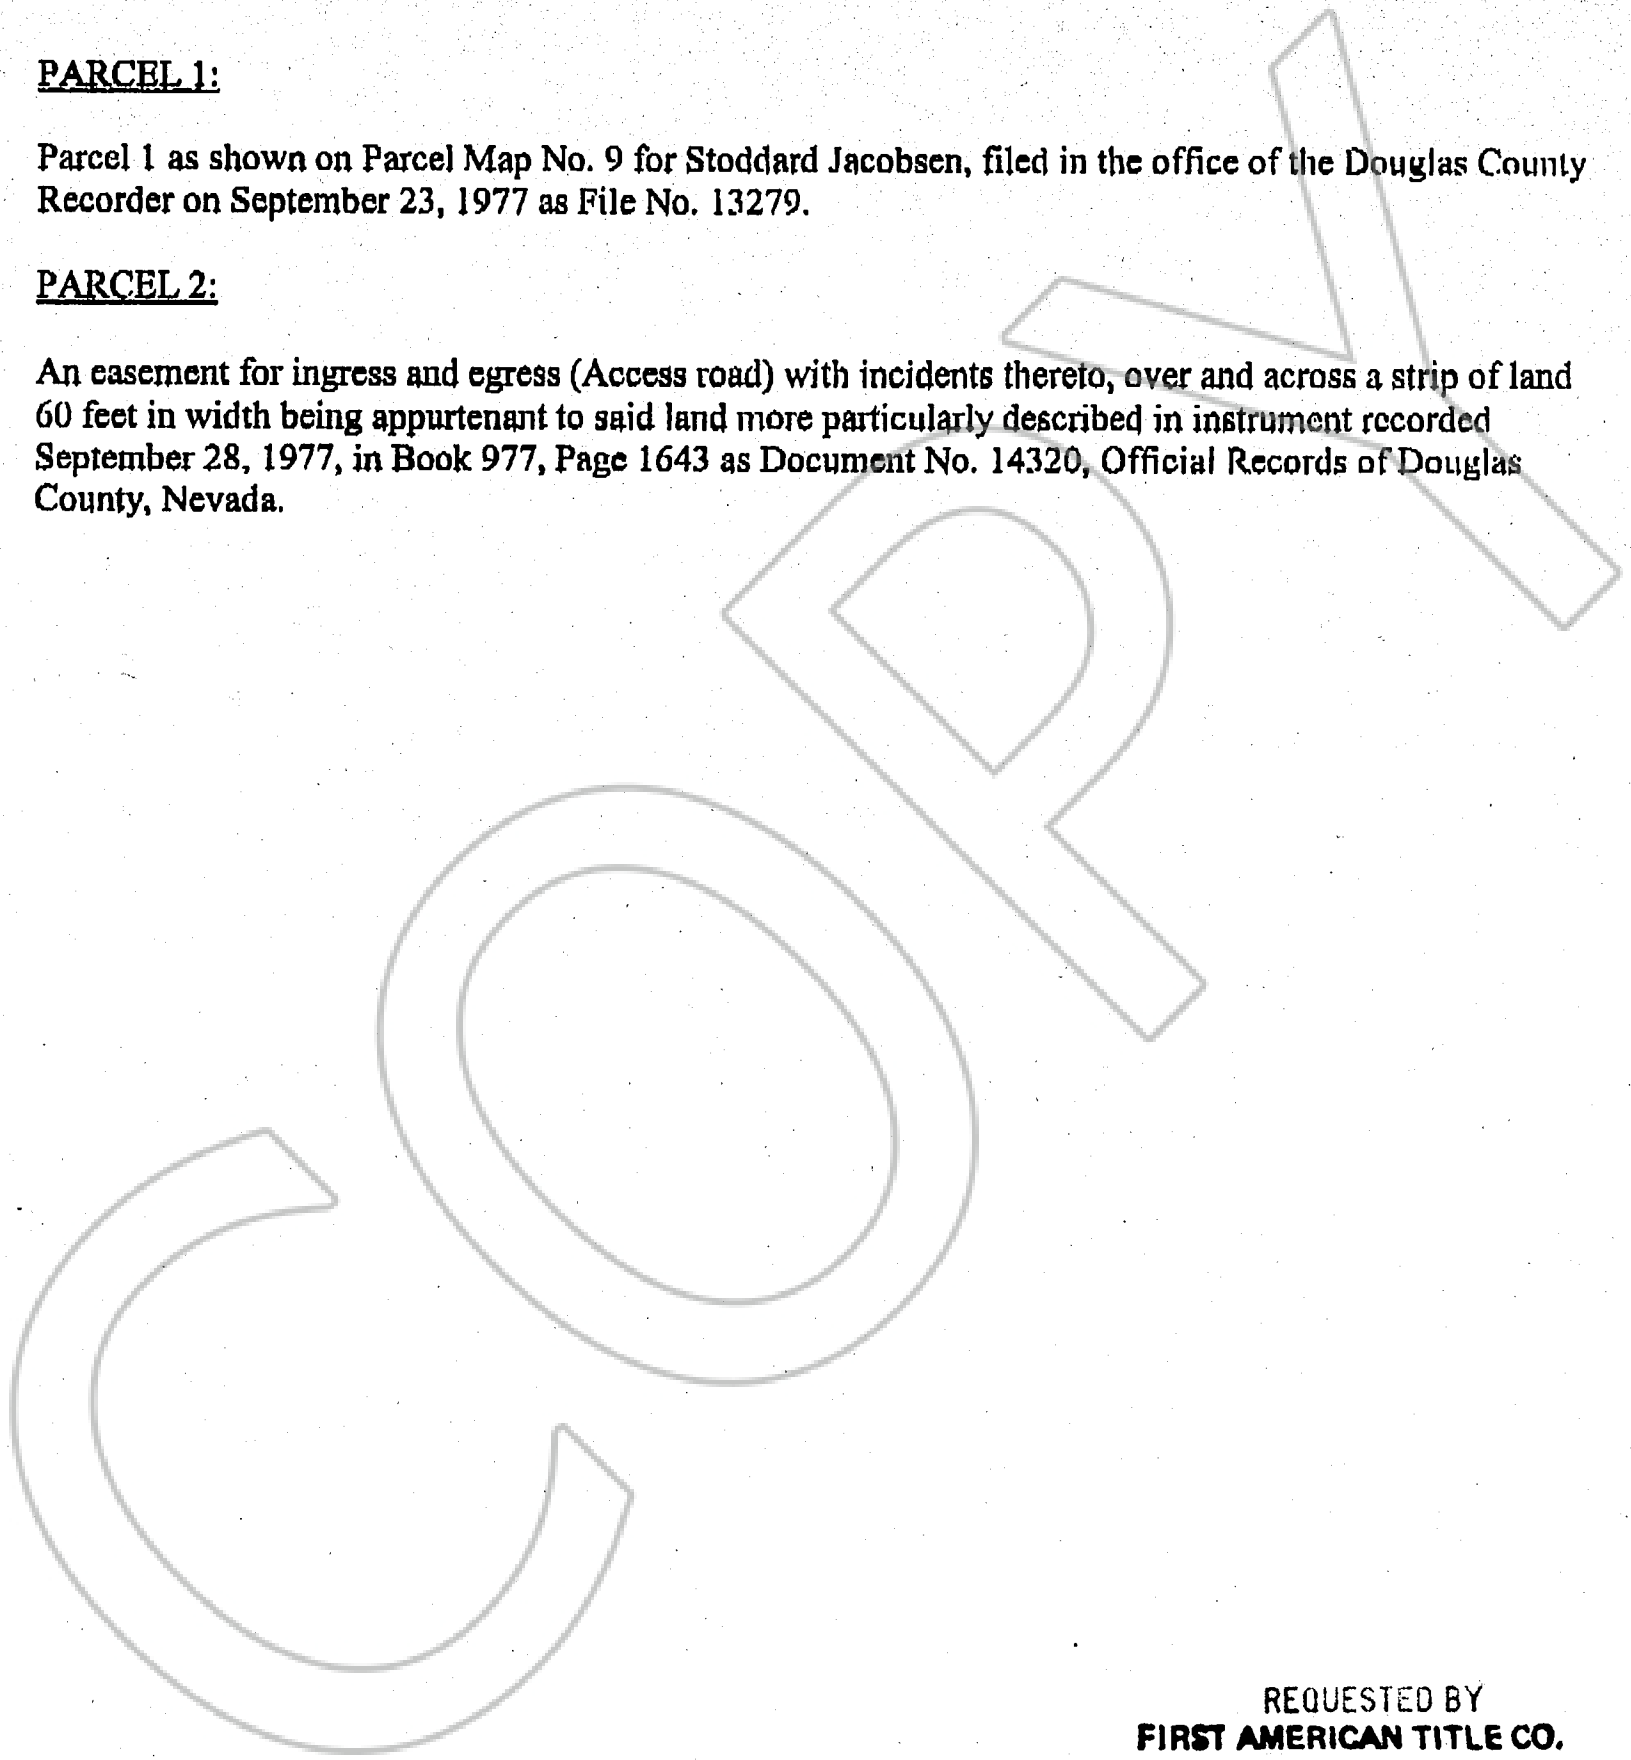 PARCEL 1:
Parcel 1 as shown on Parcel Map No. 9 for Stoddard Jacobsen, filed in the office of the Douglas County
Recorder on September 23, 1977 as File No. 13279.
PARCEL 2:
An easement for ingress and egress (Access road) with incidents thereto, over and across a strip of land
60 feet in width being appurtenant to said land more particularly described in instrument recorded
September 28, 1977, in Book 977, Page 1643 as Document No. 14320, Official Records of Douglas
County, Nevada.
COPY
REQUESTED BY
FIRST AMERICAN TITLE CO.